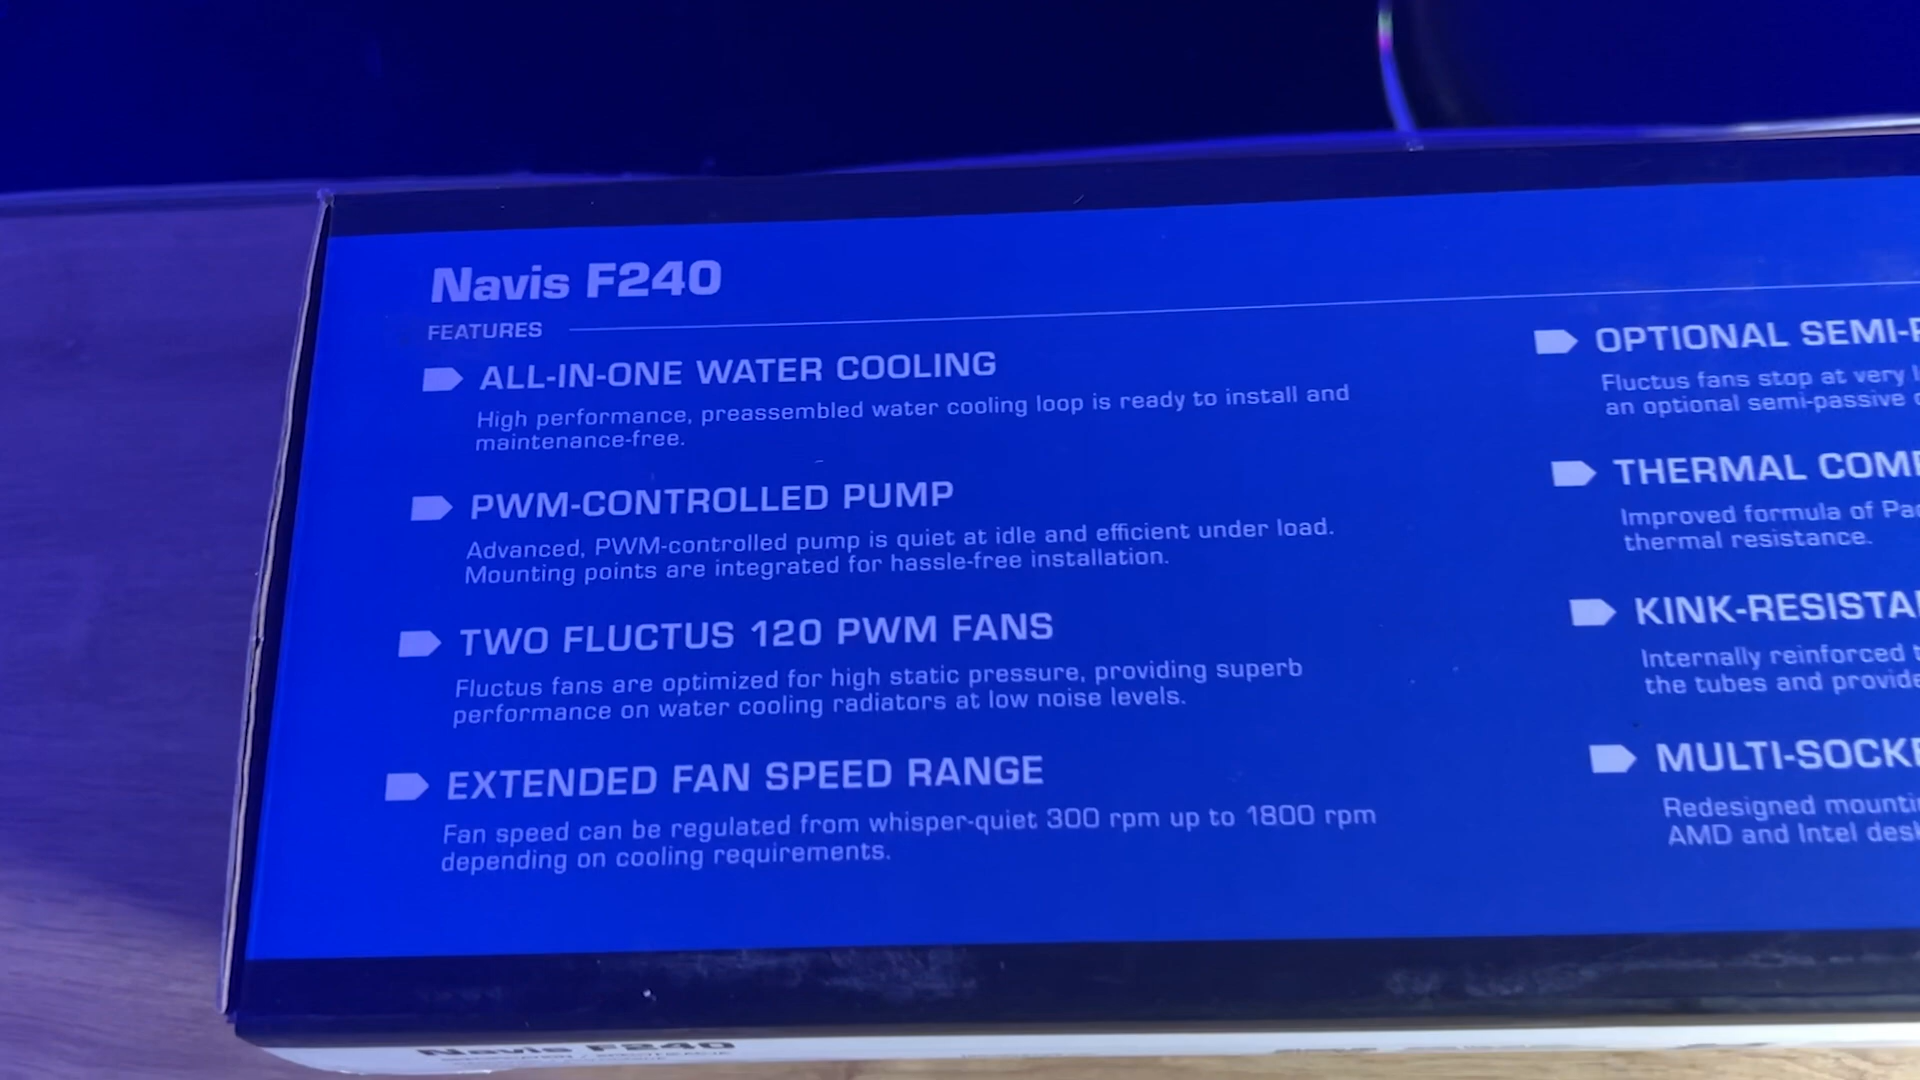 Navis F240
FEATURES
ALL-IN-ONE WATER COOLING
High performance, preassembled water cooling loop is ready to install and
maintenance-free.
PWM-CONTROLLED PUMP
Advanced, PWM-controlled pump is quiet at idle and efficient under load.
Mounting points are integrated for hassle-free installation.
TWO FLUCTUS 120 PWM FANS
Fluctus fans are optimized for high static pressure, providing superb
performance on water cooling radiators at low noise levels.
EXTENDED FAN SPEED RANGE
Fan speed can be regulated from whisper-quiet 300 rpm up to 1800 rpm
depending on cooling requirements.
OPTIONAL SEMI-
Fluctus fans stop at very
an optional semi-passive
THERMAL
Improved formula of
thermal resistance.
KINK-
Internally reinforced
the tubes and
MULTI-
Redesigned
AMD and Intel
Navis F240